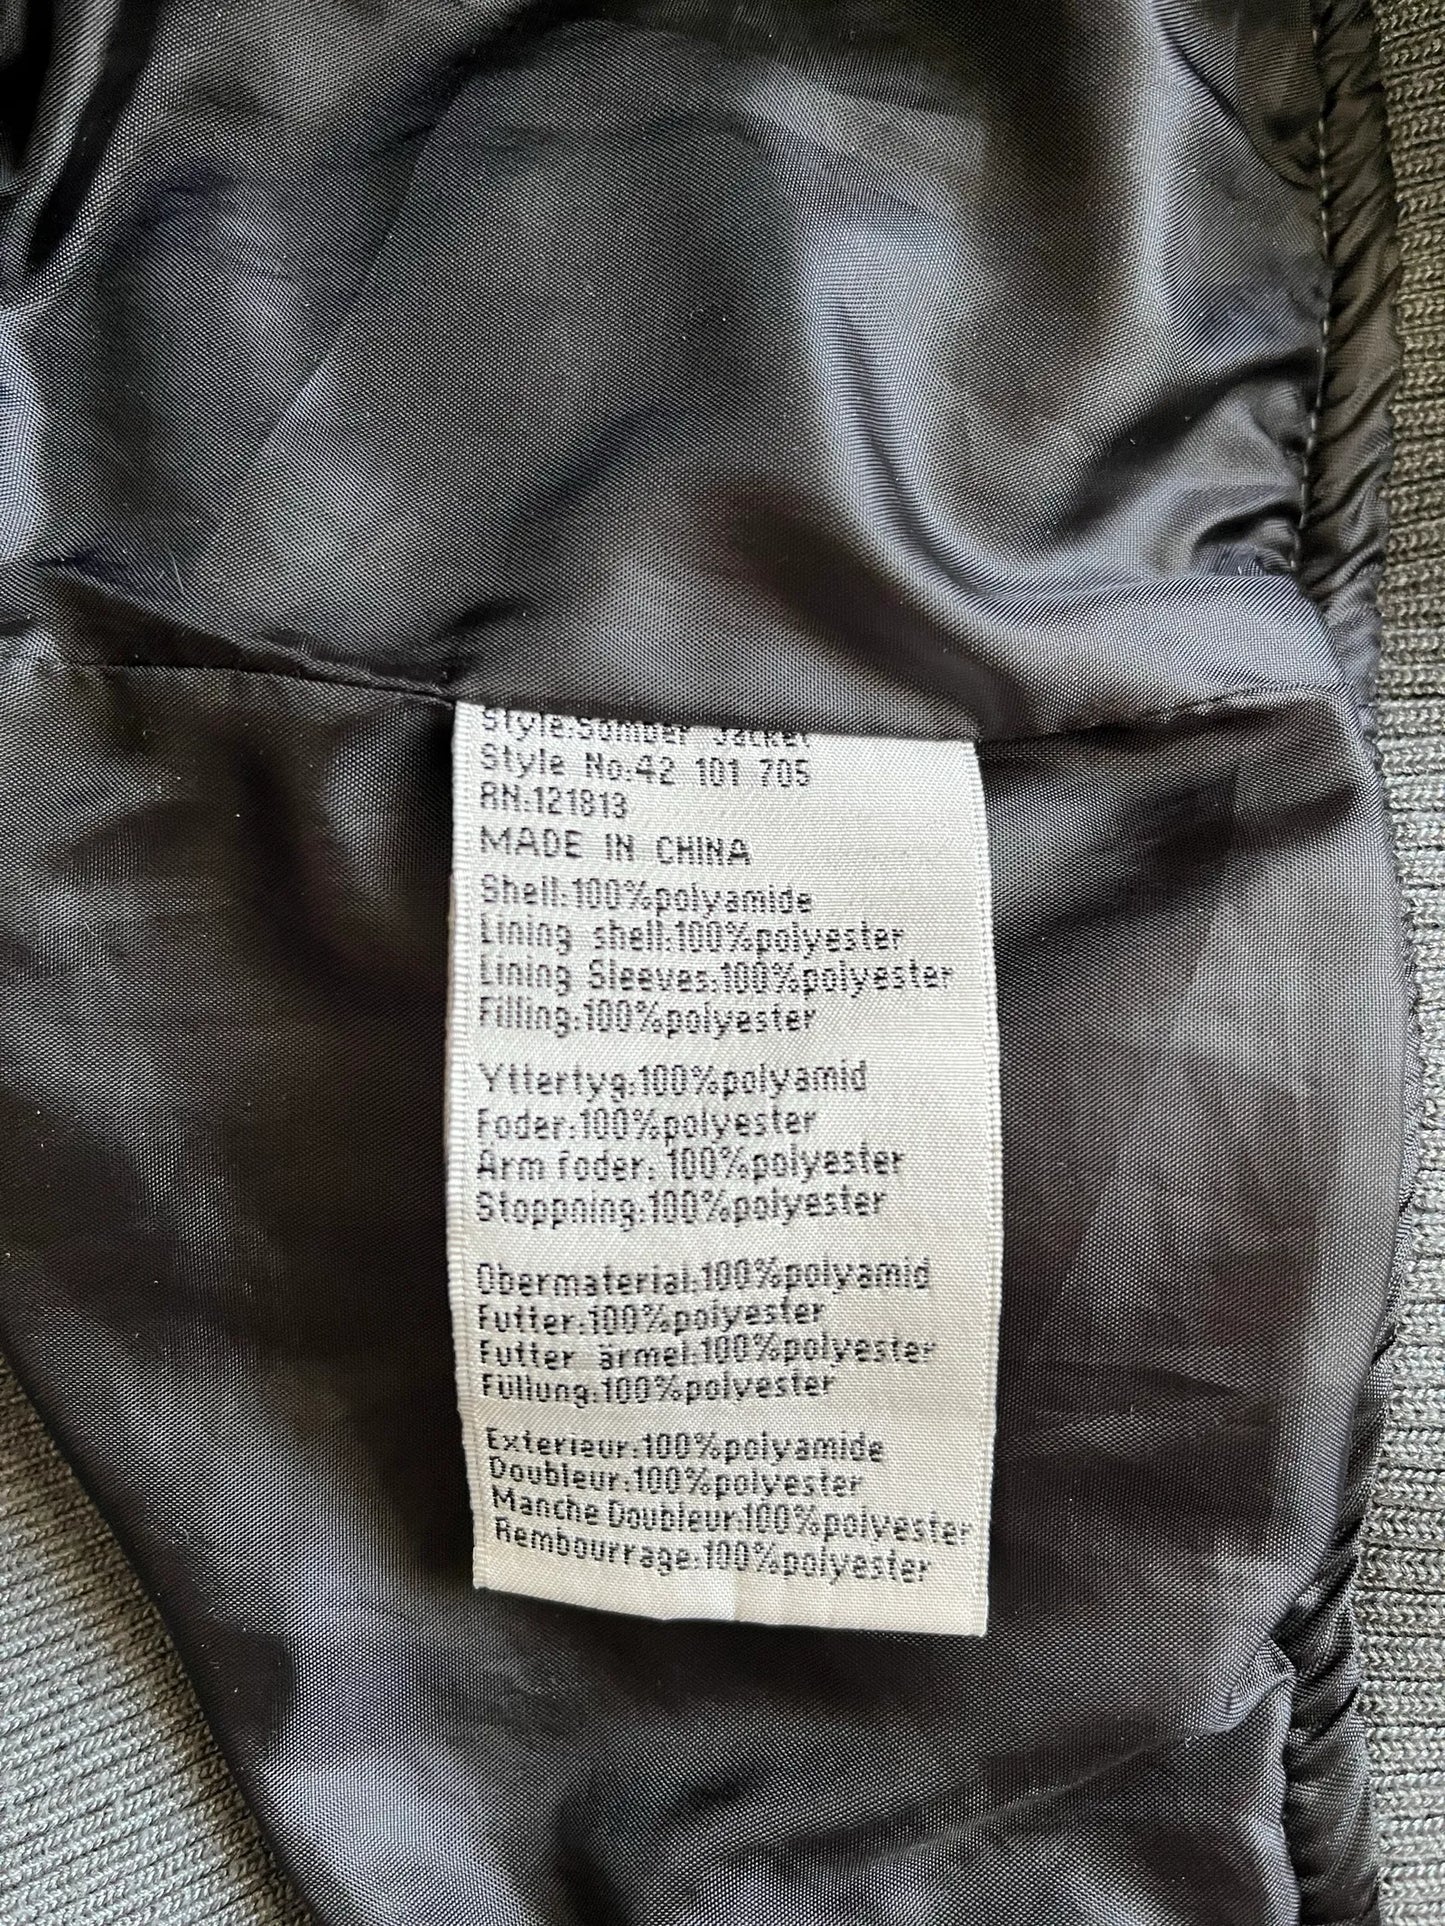 Style:Somber Jacket
Style No:42 101 705
RN:121813
MADE IN CHINA
Shell:100%polyamide
Lining shell:100%polyester
Lining Sleeves:100%polyester
Filling:100%polyester
Yttertyg:100%polyamid
Foder:100%polyester
Arm foder: 100%polyester
Stoppning:100%polyester
Obermaterial:100%polyamid
Futter:100%polyester
Futter ärmel:100%polyester
Füllung:100%polyester
Exterieur:100%polyamide
Doubleur:100%polyester
Manche Doubleur:100%polyester
Rembourrage:100%polyester